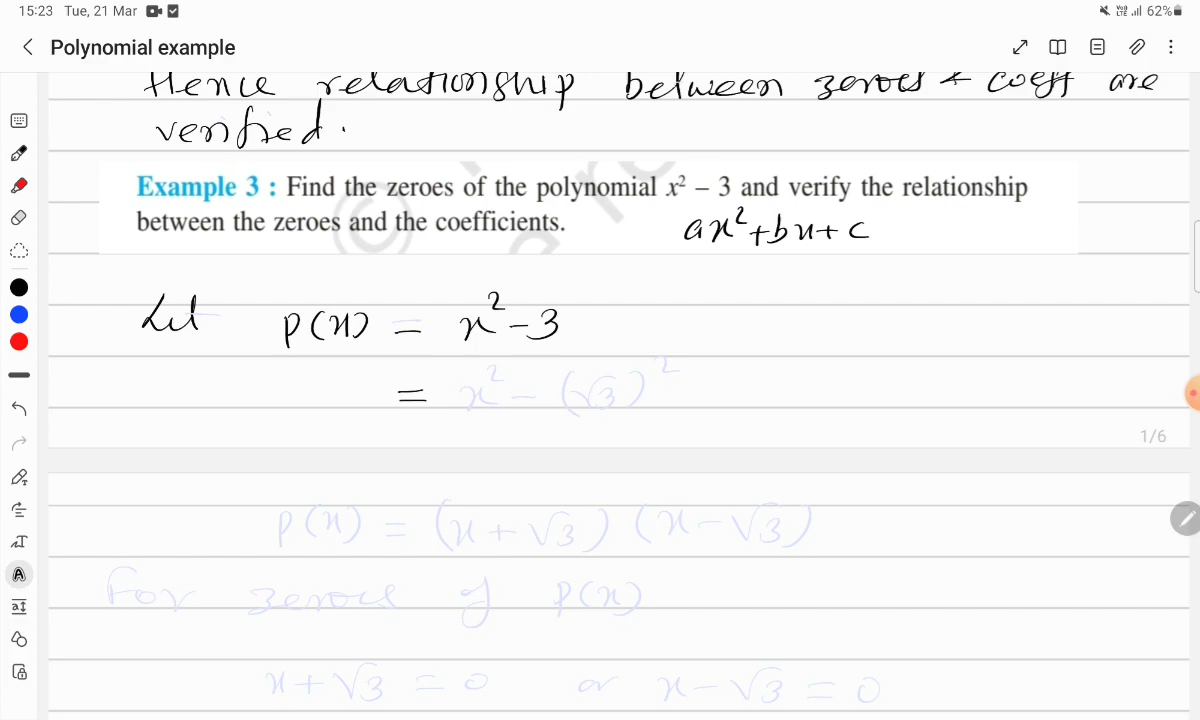 15:23 Tue, 21 Mar 62%
Polynomial example
Hence relationship between zeroes & coeff are
verified.
Example 3 : Find the zeroes of the polynomial x² – 3 and verify the relationship
between the zeroes and the coefficients.
ax²+bx+c
Let p(x) = x²-3
= x² - (√3)²
1/6
p(x) = (x+√3) (x-√3)
For zeroes of p(x)
x+√3 = 0 or x-√3 = 0